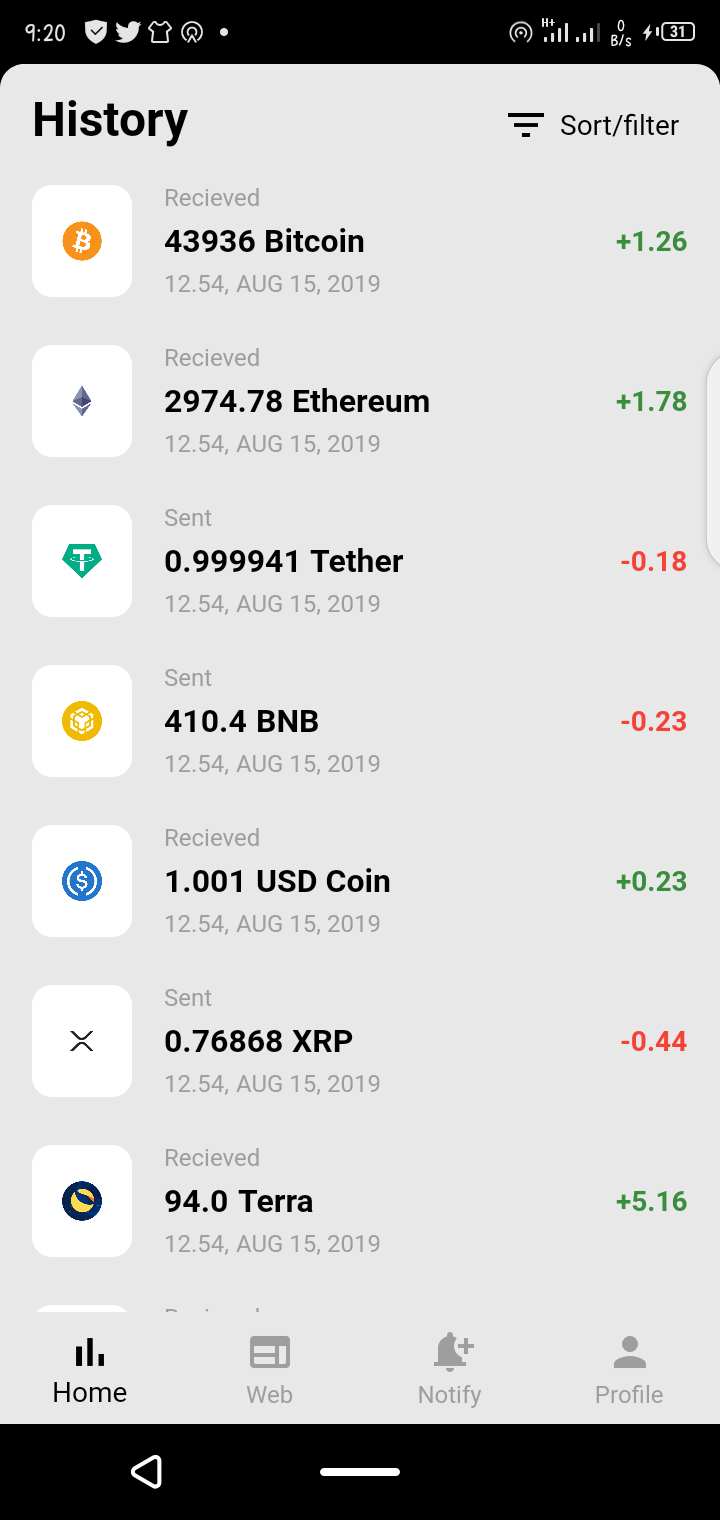 9:20
H+
0
B/s
31
History
Sort/filter
Recieved
43936 Bitcoin
+1.26
12.54, AUG 15, 2019
Recieved
2974.78 Ethereum
+1.78
12.54, AUG 15, 2019
Sent
0.999941 Tether
-0.18
12.54, AUG 15, 2019
Sent
410.4 BNB
-0.23
12.54, AUG 15, 2019
Recieved
1.001 USD Coin
+0.23
12.54, AUG 15, 2019
Sent
0.76868 XRP
-0.44
12.54, AUG 15, 2019
Recieved
94.0 Terra
+5.16
12.54, AUG 15, 2019
Home
Web
Notify
Profile